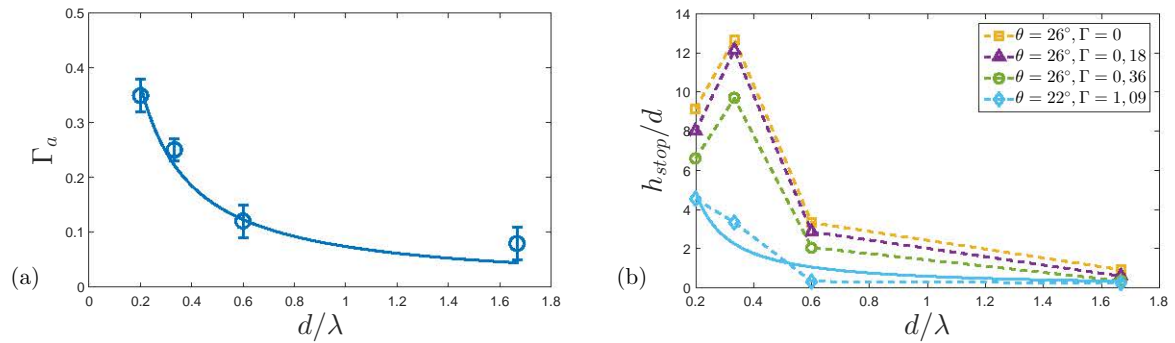 0.5
0.4
0.3
0.2
0.1
0
Γ_a
0 0.2 0.4 0.6 0.8 1 1.2 1.4 1.6 1.8
d/λ
(a)
14
12
10
8
6
4
2
0
h_stop/d
0.2 0.4 0.6 0.8 1 1.2 1.4 1.6 1.8
d/λ
(b)
θ = 26°, Γ = 0
θ = 26°, Γ = 0, 18
θ = 26°, Γ = 0, 36
θ = 22°, Γ = 1, 09